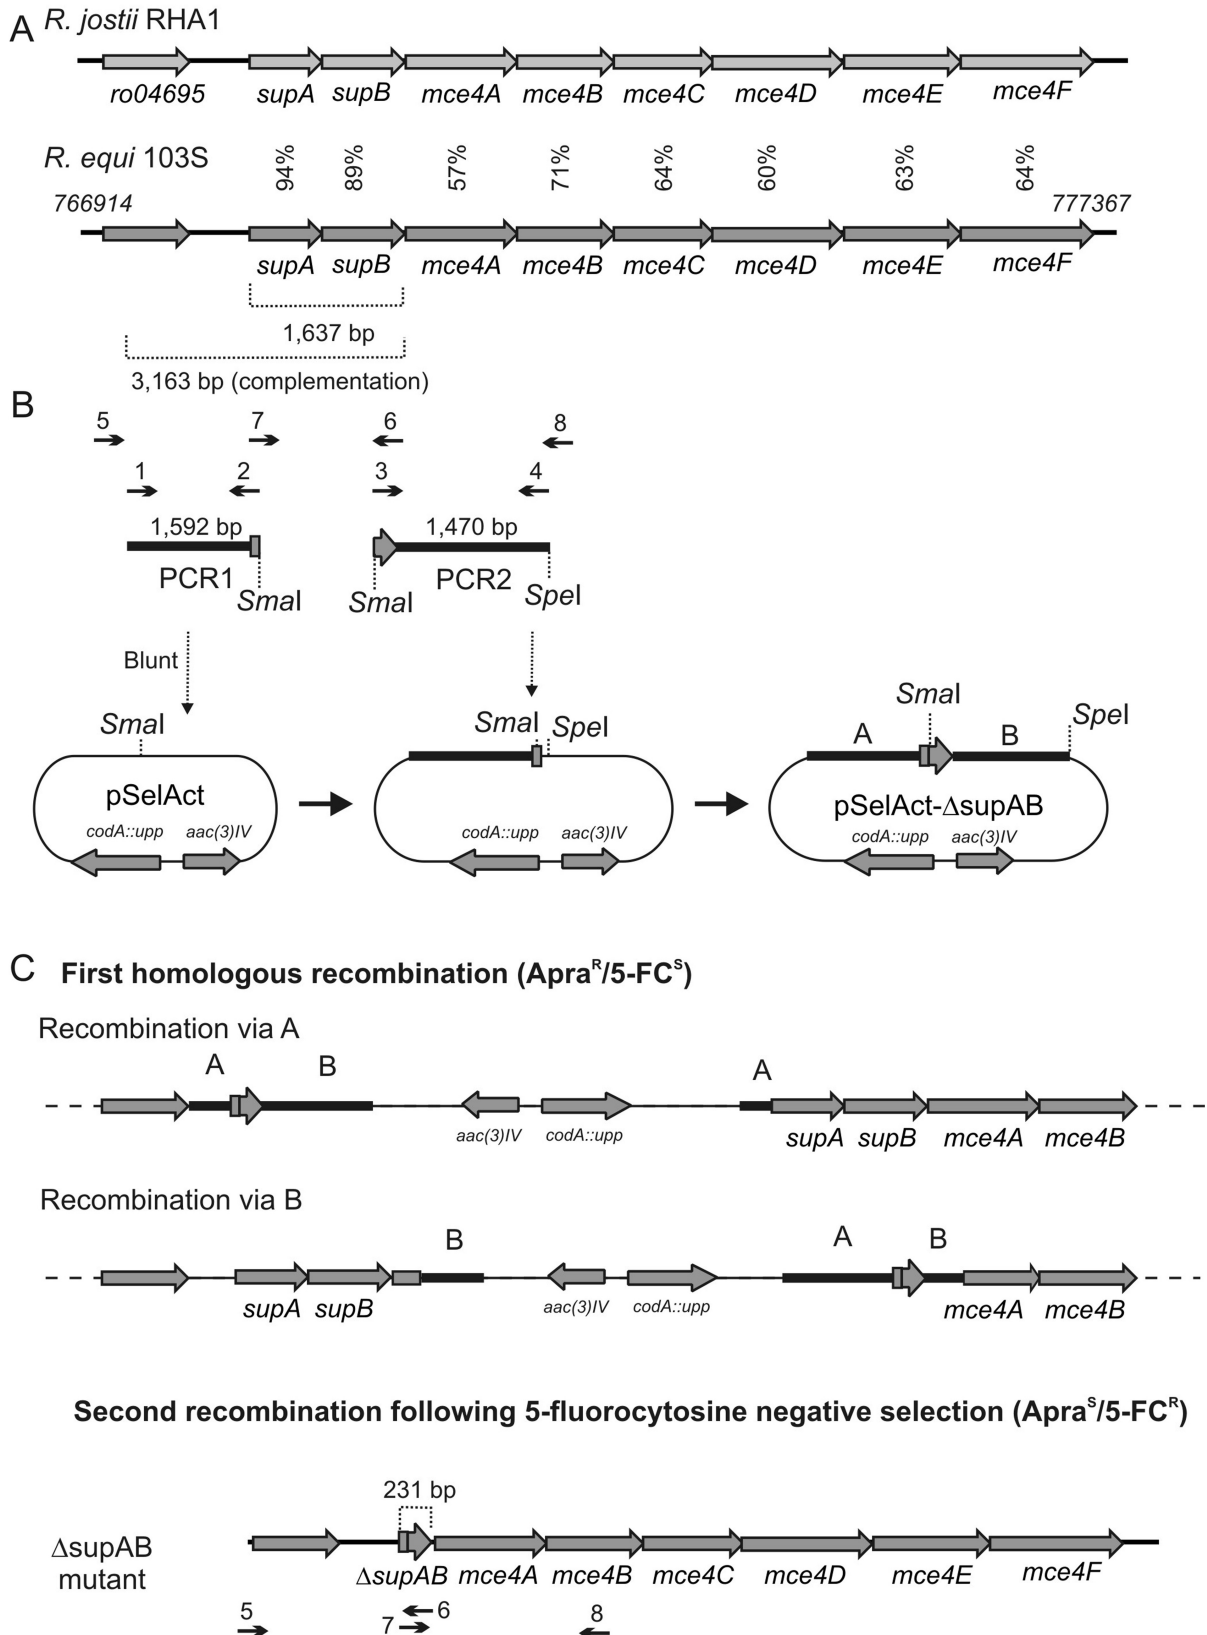 A R. jostii RHA1
ro04695 supA supB mce4A mce4B mce4C mce4D mce4E mce4F
R. equi 103S 94% 89% 57% 71% 64% 60% 63% 64%
766914 777367
supA supB mce4A mce4B mce4C mce4D mce4E mce4F
1,637 bp
3,163 bp (complementation)
B
5 7 6 8
1 2 3 4
1,592 bp 1,470 bp
PCR1 PCR2
SmaI SmaI SpeI
Blunt
SmaI SmaI SpeI SmaI SpeI
A B
pSelAct pSelAct-ΔsupAB
codA::upp aac(3)IV codA::upp aac(3)IV codA::upp aac(3)IV
C First homologous recombination (Apra^R/5-FC^S)
Recombination via A
A B A
aac(3)IV codA::upp supA supB mce4A mce4B
Recombination via B
B A B
supA supB aac(3)IV codA::upp mce4A mce4B
Second recombination following 5-fluorocytosine negative selection (Apra^S/5-FC^R)
231 bp
ΔsupAB
mutant
ΔsupAB mce4A mce4B mce4C mce4D mce4E mce4F
5 7 6 8